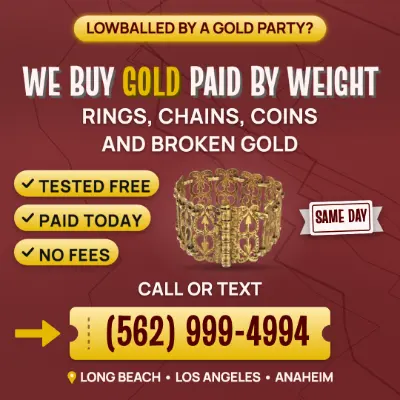 LOWBALLED BY A GOLD PARTY?
WE BUY GOLD PAID BY WEIGHT
RINGS, CHAINS, COINS
AND BROKEN GOLD
✓ TESTED FREE
✓ PAID TODAY
✓ NO FEES
SAME DAY
CALL OR TEXT
(562) 999-4994
LONG BEACH • LOS ANGELES • ANAHEIM